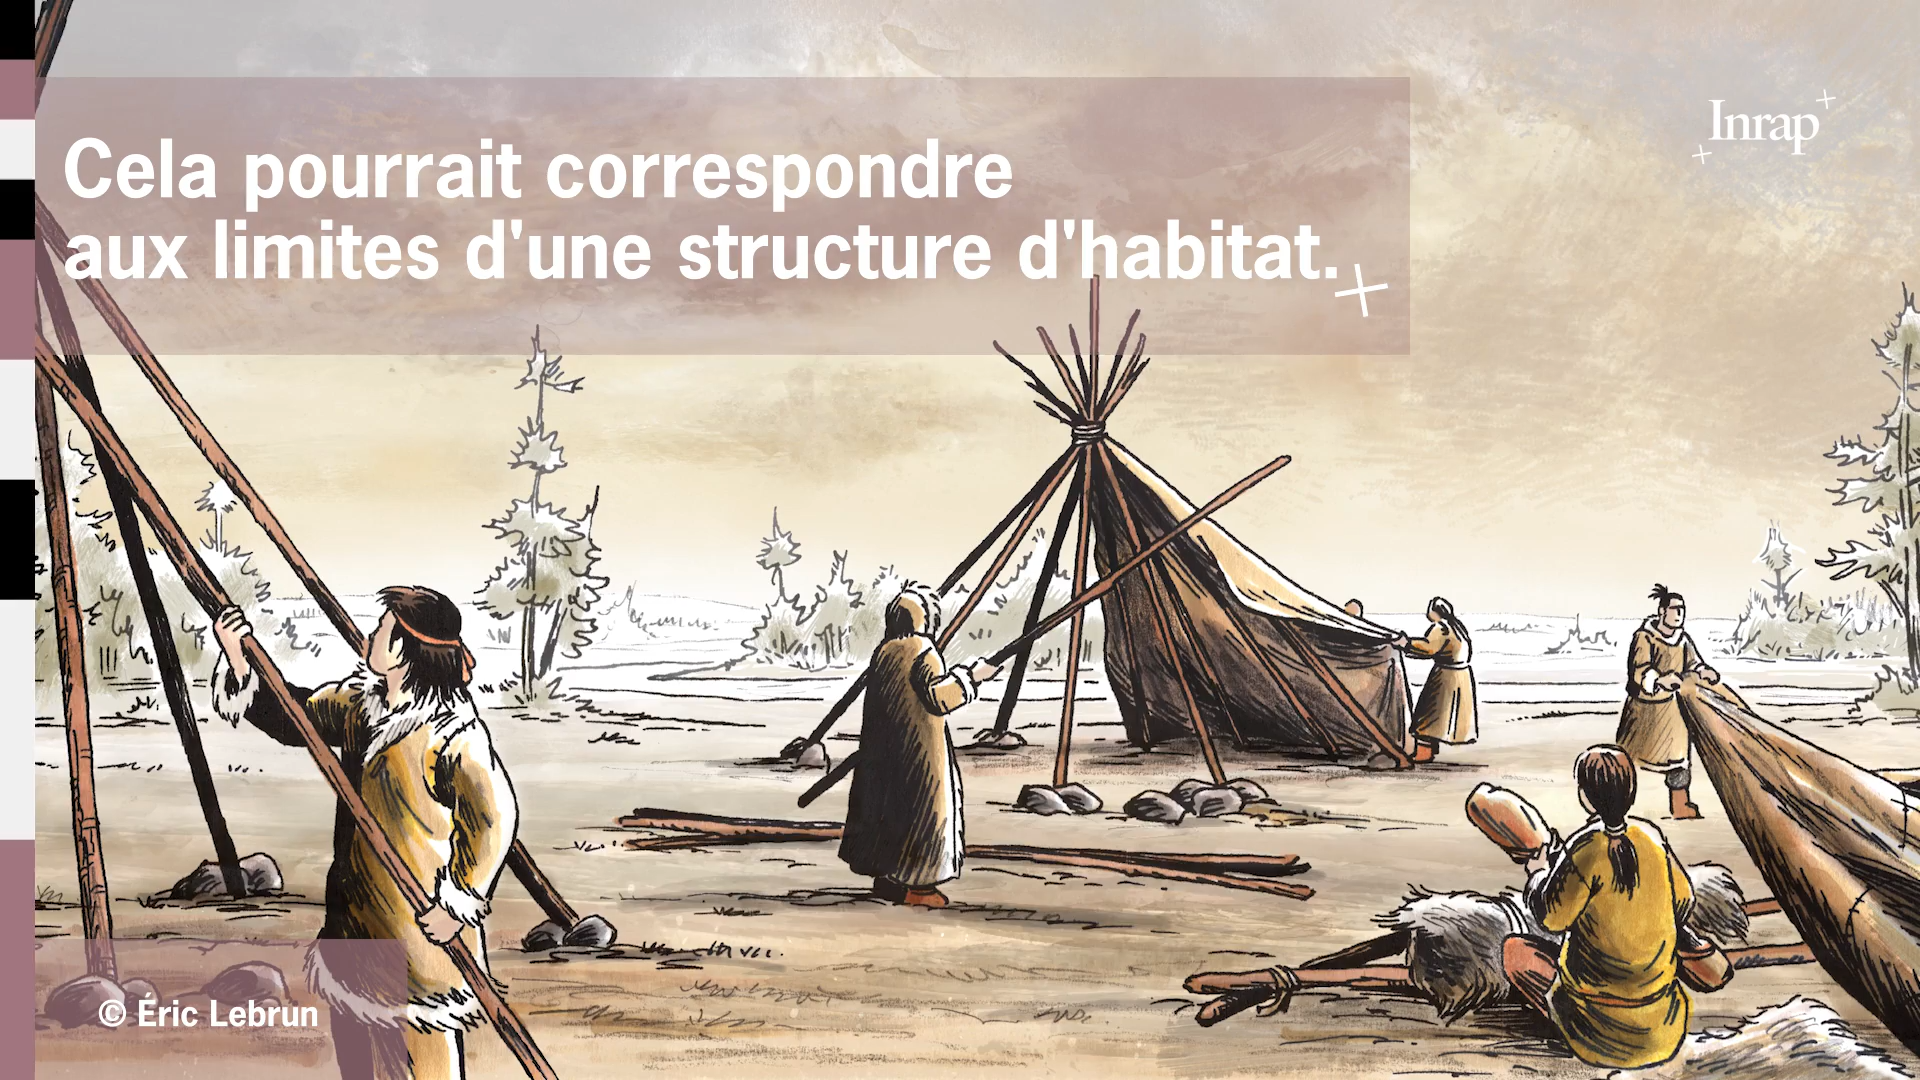 Cela pourrait correspondre
aux limites d'une structure d'habitat.
Inrap
© Éric Lebrun